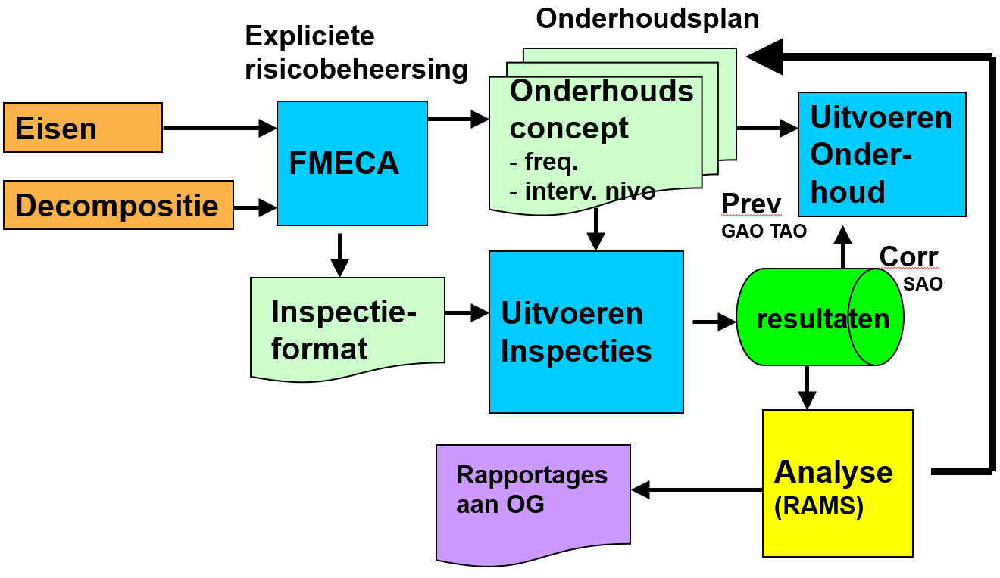 Onderhoudsplan
Expliciete
risicobeheersing
Eisen
Decompositie
FMECA
Onderhouds
concept
- freq.
- interv. nivo
Uitvoeren
Onder-
houd
Prev
GAO TAO
Corr
SAO
Inspectie-
format
Uitvoeren
Inspecties
resultaten
Analyse
(RAMS)
Rapportages
aan OG